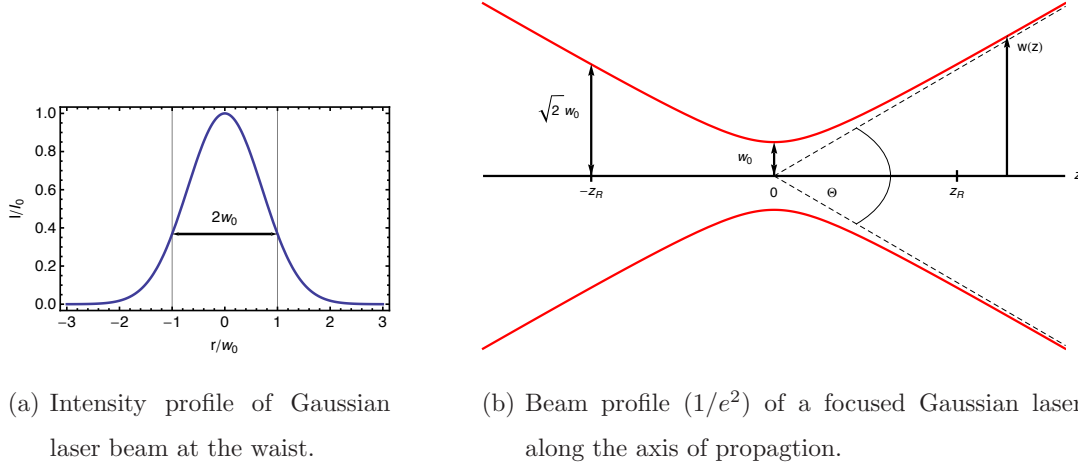 1.0
0.8
0.6
0.4
0.2
0.0
I/I₀
2w₀
−3 −2 −1 0 1 2 3
r/w₀
√2 w₀
w₀
w(z)
−z_R 0 Θ z_R z
(a) Intensity profile of Gaussian
laser beam at the waist.
(b) Beam profile (1/e²) of a focused Gaussian laser
along the axis of propagtion.